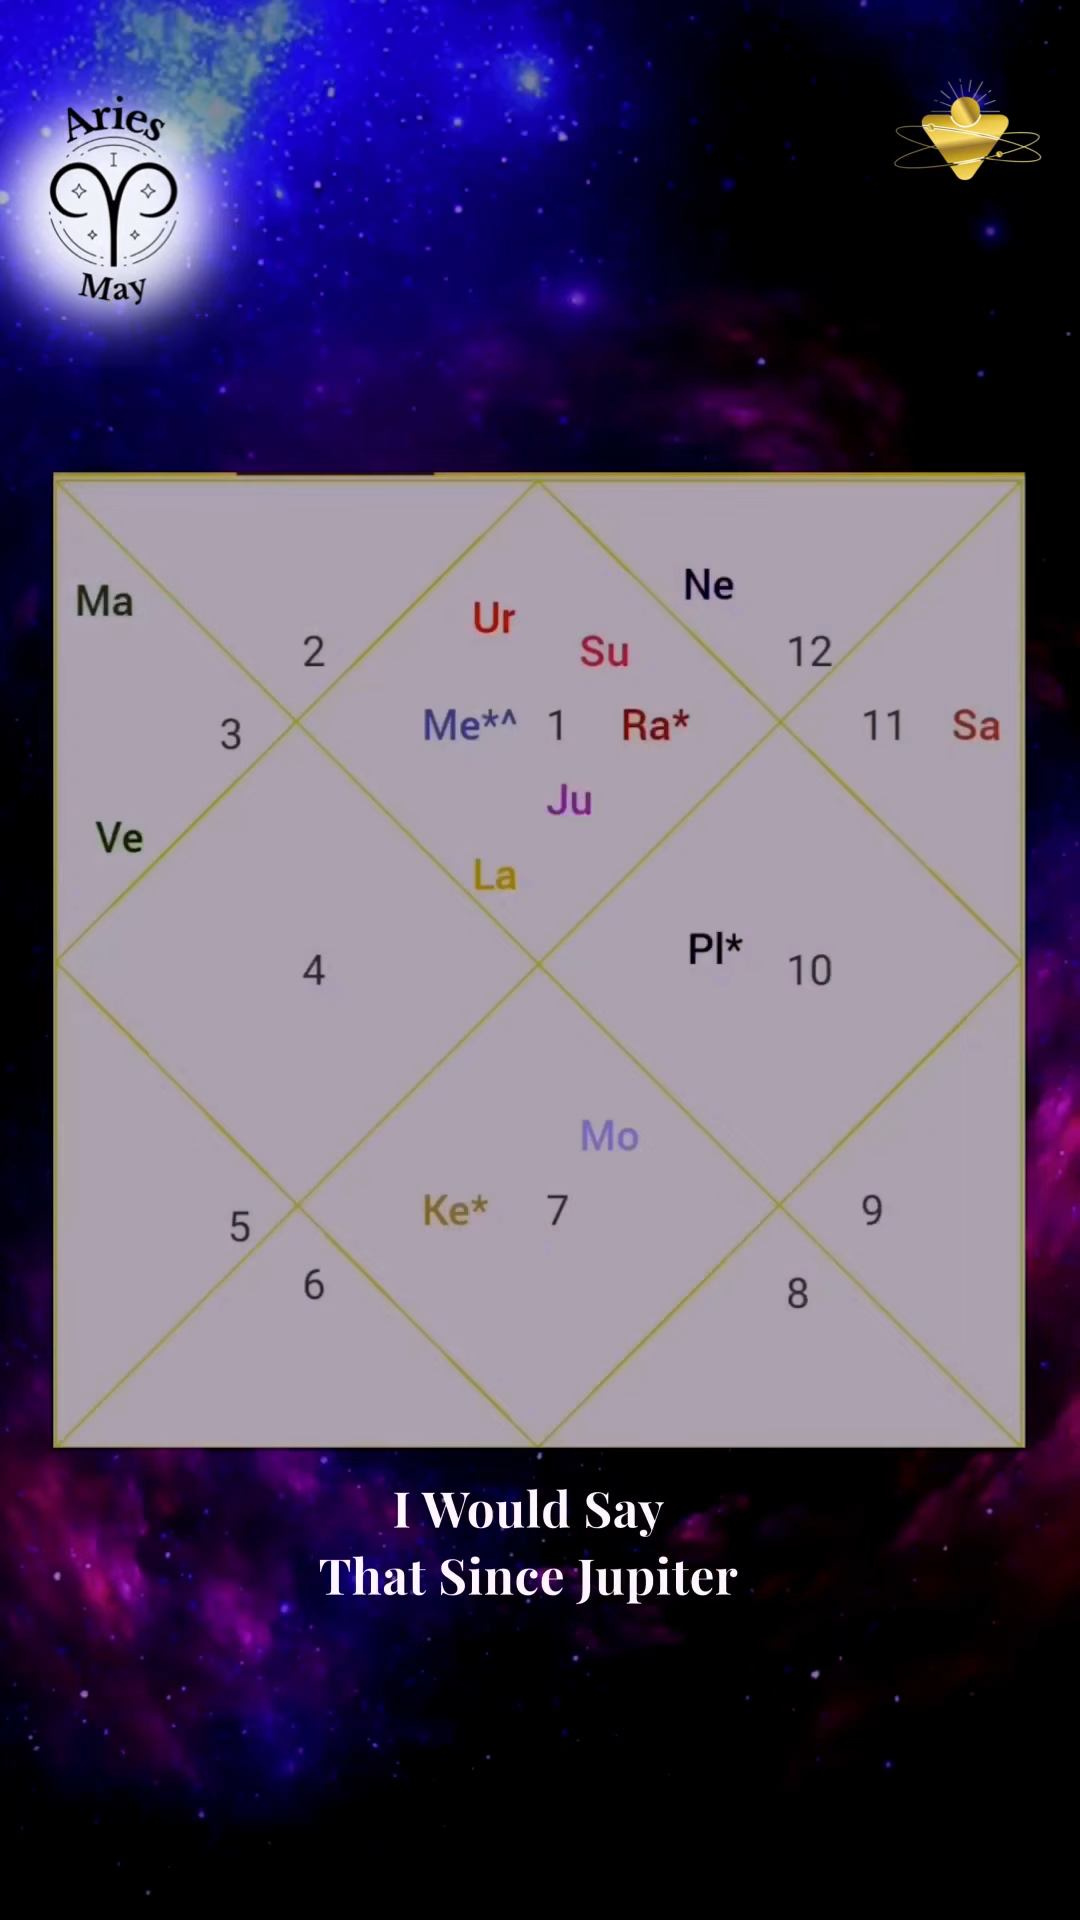 Aries
I
May
Ma
Ne
Ur
Su
2
12
3
Me*^ 1 Ra*
11 Sa
Ju
Ve
La
4
Pl*
10
Mo
Ke* 7
5
9
6
8
I Would Say
That Since Jupiter